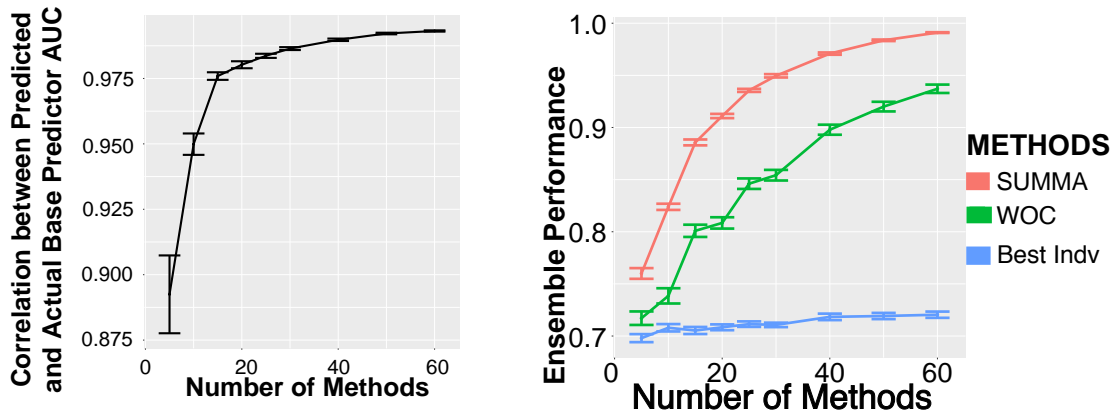 Correlation between Predicted
and Actual Base Predictor AUC
0.975
0.950
0.925
0.900
0.875
0
20
40
60
Number of Methods
Ensemble Performance
1.0
0.9
0.8
0.7
0
20
40
60
Number of Methods
METHODS
SUMMA
WOC
Best Indv